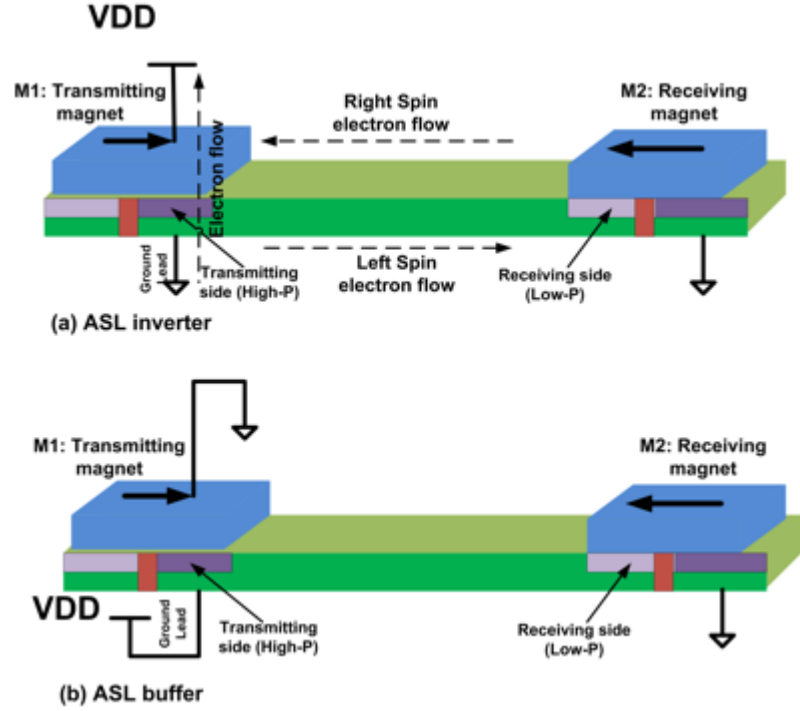 VDD
M1: Transmitting
magnet
Right Spin
electron flow
M2: Receiving
magnet
Electron flow
Ground
Lead
Transmitting
side (High-P)
Left Spin
electron flow
Receiving side
(Low-P)
(a) ASL inverter
M1: Transmitting
magnet
M2: Receiving
magnet
VDD
Ground
Lead
Transmitting
side (High-P)
Receiving side
(Low-P)
(b) ASL buffer